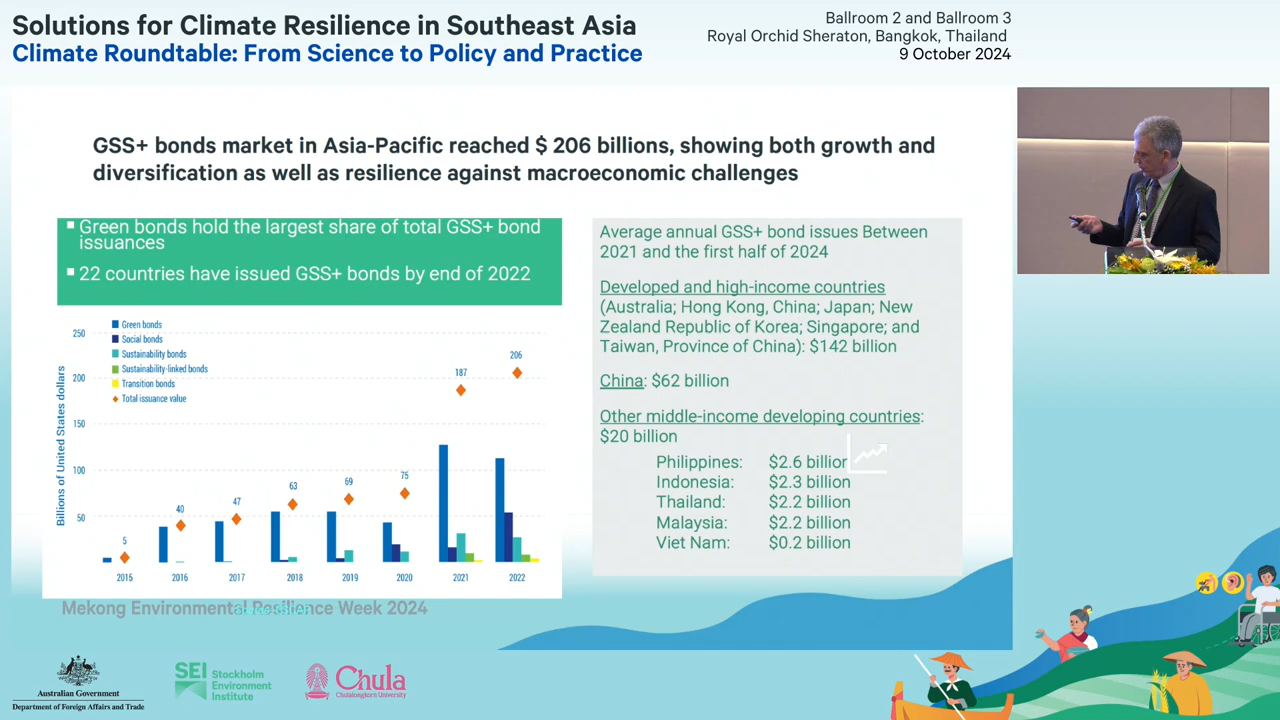 Solutions for Climate Resilience in Southeast Asia
Climate Roundtable: From Science to Policy and Practice
Ballroom 2 and Ballroom 3
Royal Orchid Sheraton, Bangkok, Thailand
9 October 2024
GSS+ bonds market in Asia-Pacific reached $ 206 billions, showing both growth and
diversification as well as resilience against macroeconomic challenges
Green bonds hold the largest share of total GSS+ bond
issuances
22 countries have issued GSS+ bonds by end of 2022
Billions of United States dollars
250
200
150
100
50
Green bonds
Social bonds
Sustainability bonds
Sustainability-linked bonds
Transition bonds
Total issuance value
5
40
47
63
69
75
187
206
2015
2016
2017
2018
2019
2020
2021
2022
Average annual GSS+ bond issues Between
2021 and the first half of 2024
Developed and high-income countries
(Australia; Hong Kong, China; Japan; New
Zealand Republic of Korea; Singapore; and
Taiwan, Province of China): $142 billion
China: $62 billion
Other middle-income developing countries:
$20 billion
Philippines: $2.6 billion
Indonesia: $2.3 billion
Thailand: $2.2 billion
Malaysia: $2.2 billion
Viet Nam: $0.2 billion
Mekong Environmental Resilience Week 2024
Australian Government
Department of Foreign Affairs and Trade
SEI Stockholm
Environment
Institute
Chula
Chulalongkorn University